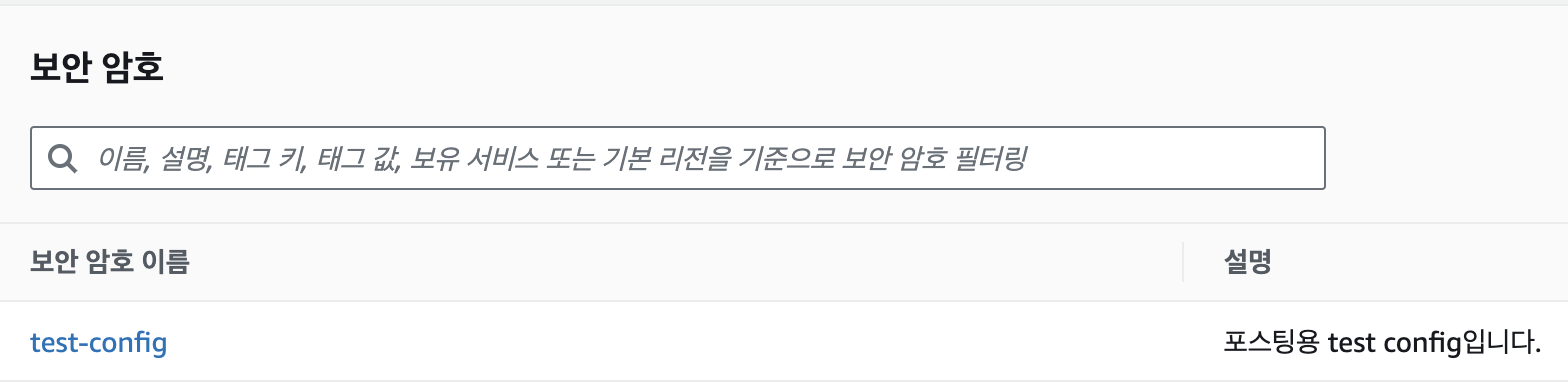 보안 암호
이름, 설명, 태그 키, 태그 값, 보유 서비스 또는 기본 리전을 기준으로 보안 암호 필터링
보안 암호 이름 설명
test-config 포스팅용 test config입니다.